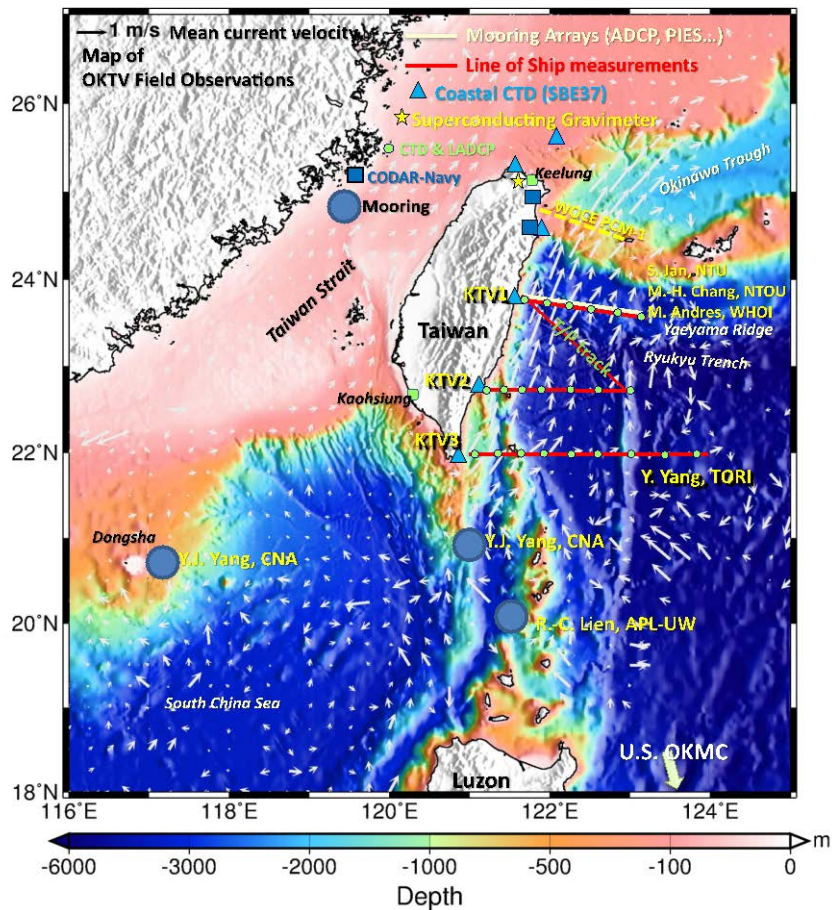 1 m/s Mean current velocity
Map of
OKTV Field Observations
Mooring Arrays (ADCP, PIES...)
Line of Ship measurements
Coastal CTD (SBE37)
Superconducting Gravimeter
CTD & LADCP
CODAR-Navy
Mooring
Keelung
Okinawa Trough
WOCE PCM-1
Taiwan Strait
Taiwan
S. Jan, NTU
M.-H. Chang, NTOU
M. Andres, WHOI
Yaeyama Ridge
Ryukyu Trench
KTV1
KTV2
Kaohsiung
KTV3
Y. Yang, TORI
Dongsha
Y.J. Yang, CNA
Y.J. Yang, CNA
R.-C. Lien, APL-UW
South China Sea
U.S. OKMC
Luzon
26°N
24°N
22°N
20°N
18°N
116°E 118°E 120°E 122°E 124°E
-6000 -3000 -1000 -500 0 m
Depth